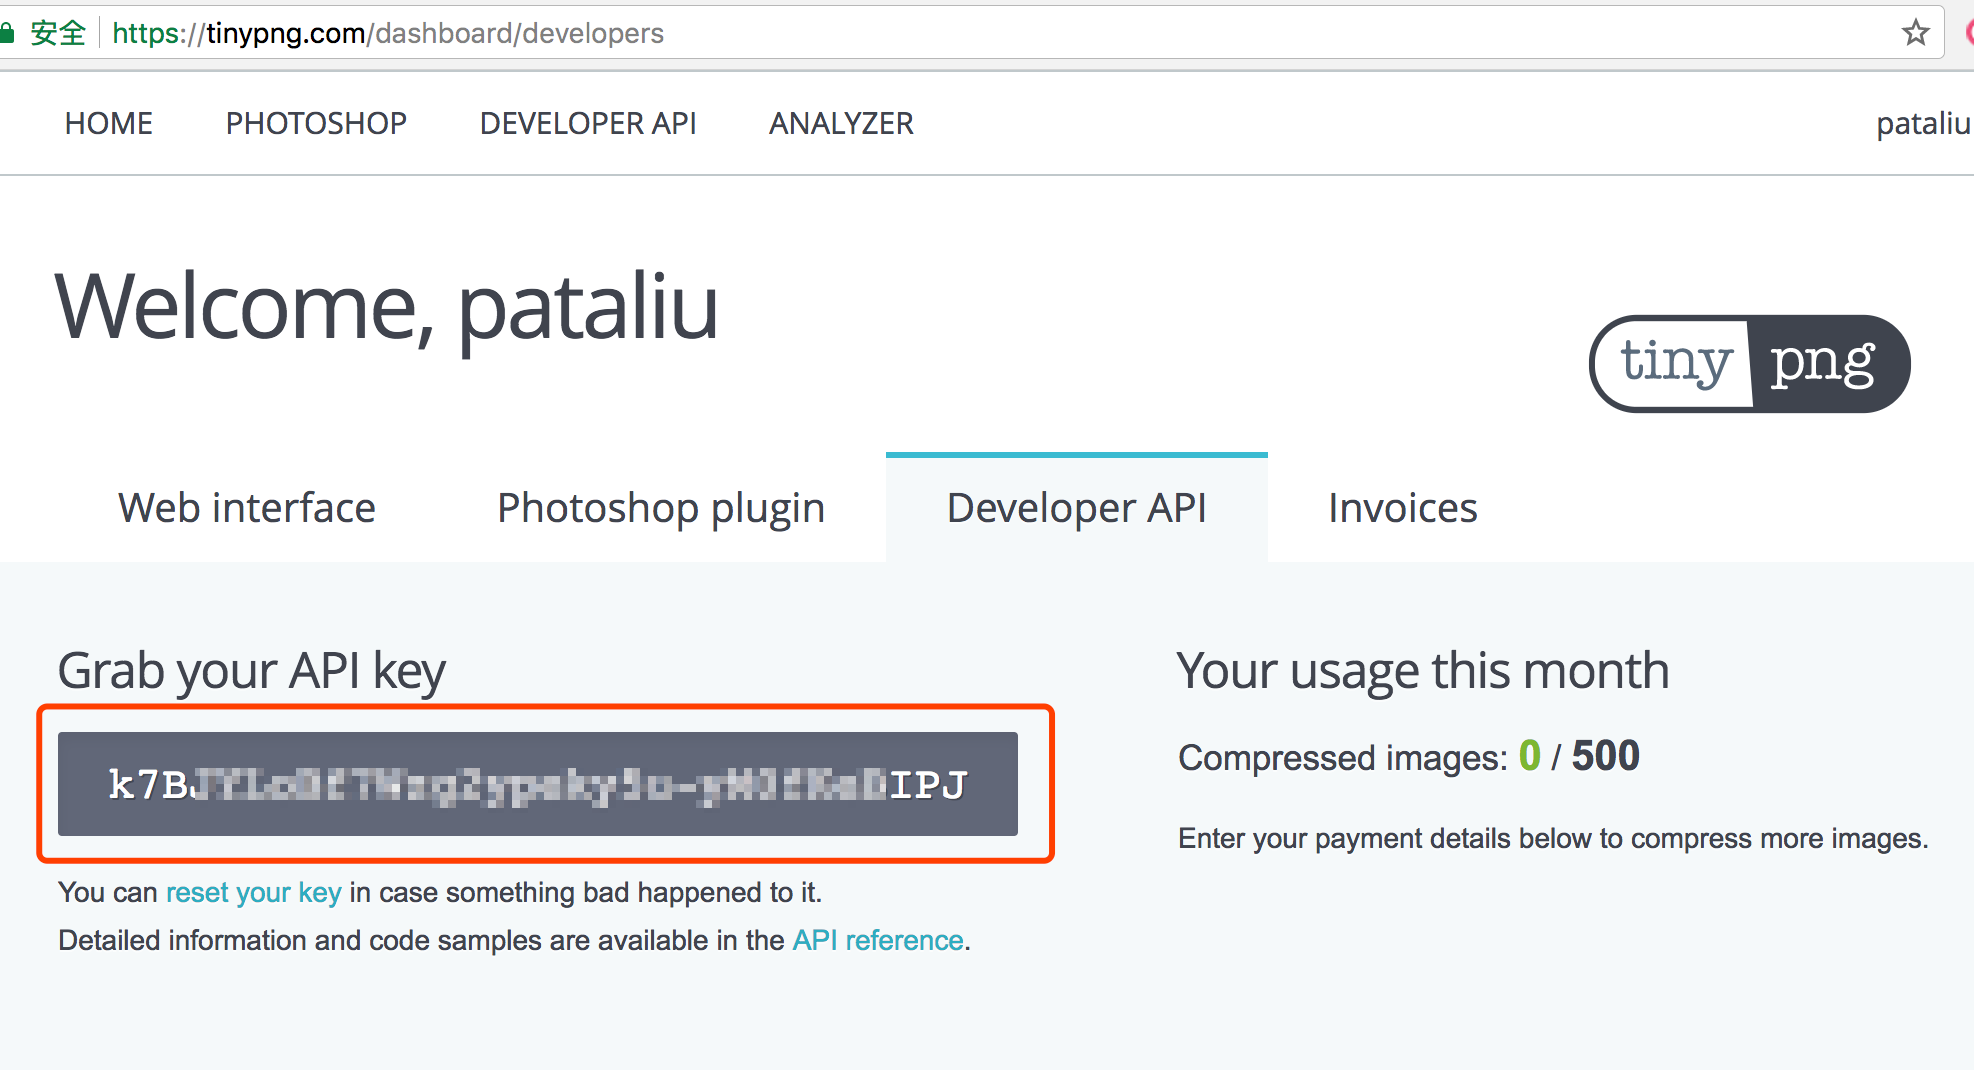 安全 https://tinypng.com/dashboard/developers
HOME PHOTOSHOP DEVELOPER API ANALYZER pataliu
Welcome, pataliu
tiny png
Web interface Photoshop plugin Developer API Invoices
Grab your API key
k7B IPJ
You can reset your key in case something bad happened to it.
Detailed information and code samples are available in the API reference.
Your usage this month
Compressed images: 0 / 500
Enter your payment details below to compress more images.